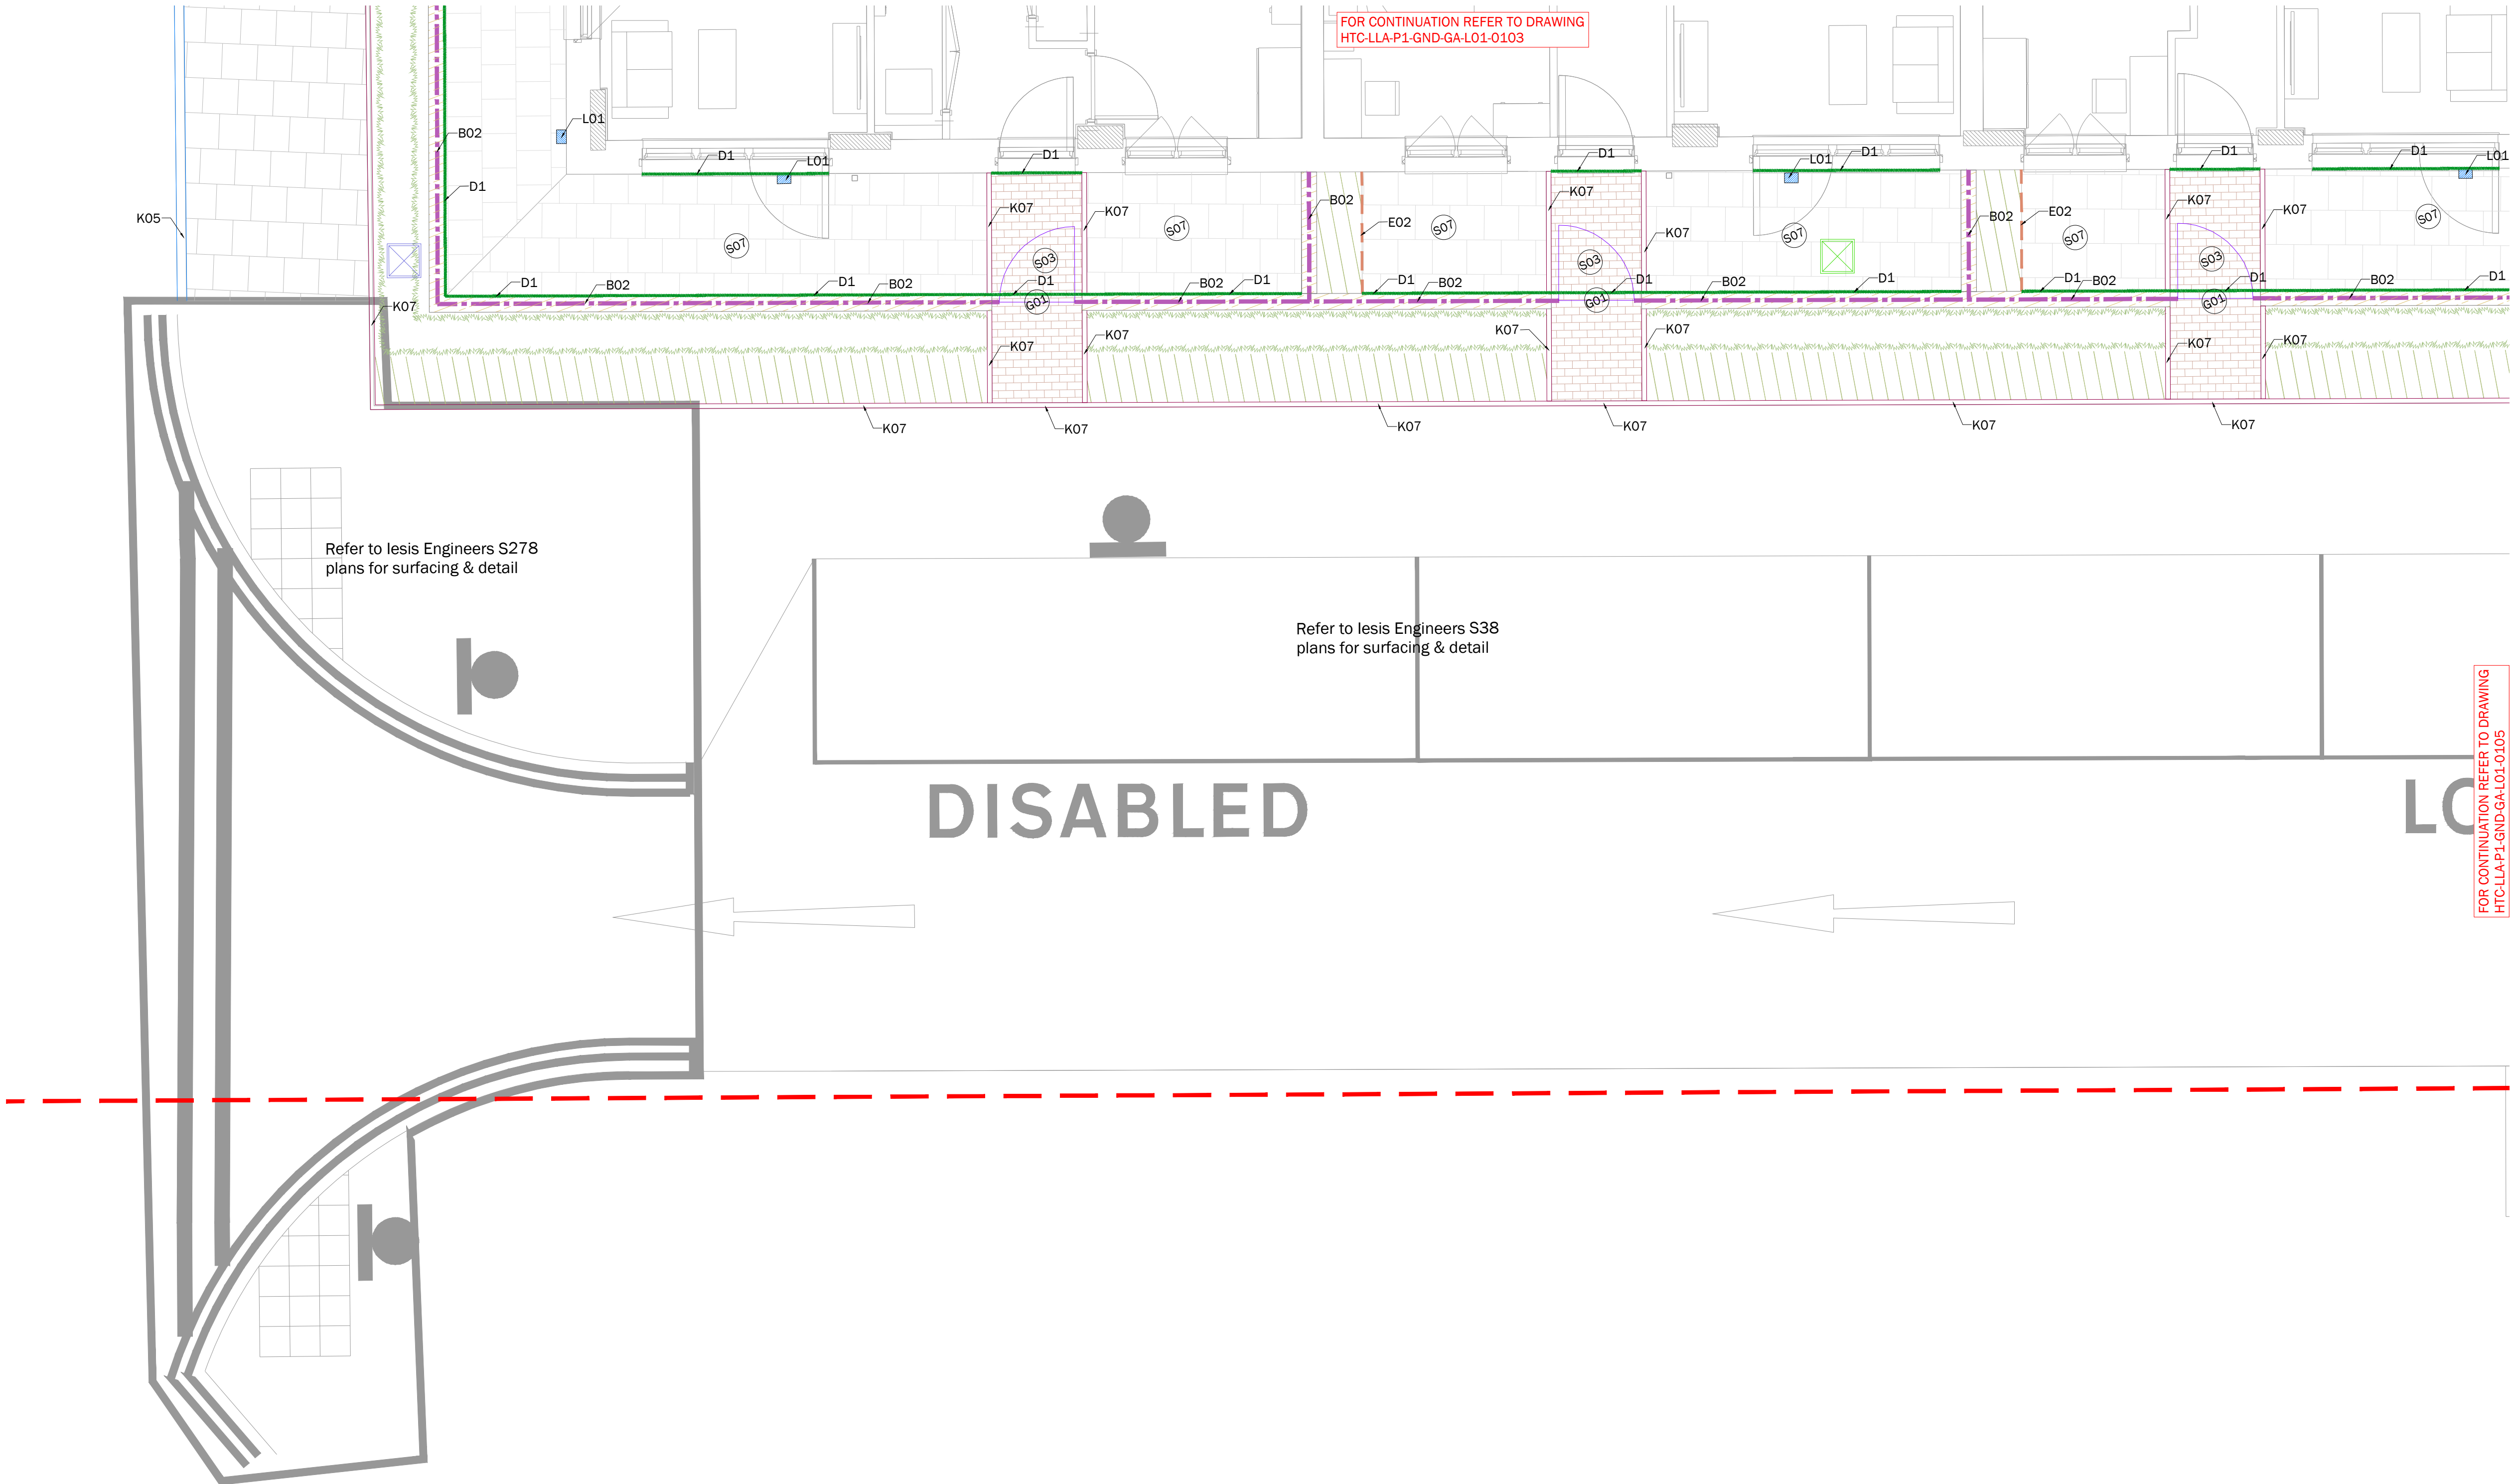 FOR CONTINUATION REFER TO DRAWING
HTC-LLA-P1-GND-GA-L01-0103
L01
B02
D1
L01
D1
D1
L01
D1
D1
D1
L01
D1
K05
K07
K07
B02
E02
K07
K07
B02
E02
K07
K07
S07
S07
S07
S07
S07
S07
S03
S03
S03
D1
B02
D1
B02
D1
B02
D1
D1
B02
D1
B02
D1
D1
B02
D1
B02
D1
G01
G01
G01
K07
K07
K07
K07
K07
K07
K07
K07
K07
K07
K07
K07
K07
Refer to Iesis Engineers S278
plans for surfacing & detail
Refer to Iesis Engineers S38
plans for surfacing & detail
DISABLED
LO
FOR CONTINUATION REFER TO DRAWING
HTC-LLA-P1-GND-GA-L01-0105